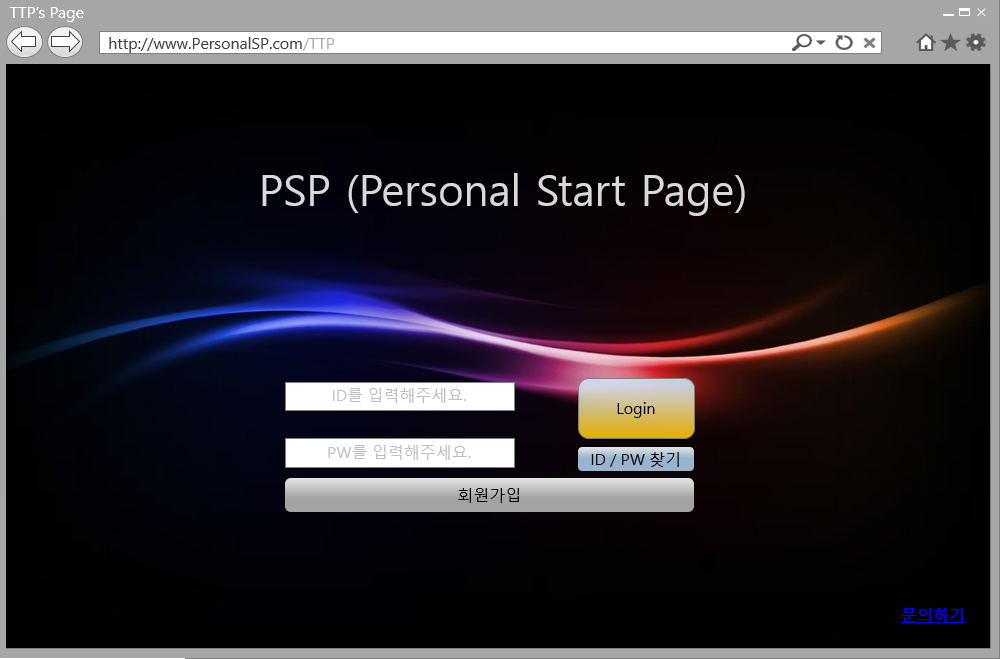 TTP's Page
http://www.PersonalSP.com/TTP
PSP (Personal Start Page)
ID를 입력해주세요.
Login
PW를 입력해주세요.
ID / PW 찾기
회원가입
문의하기